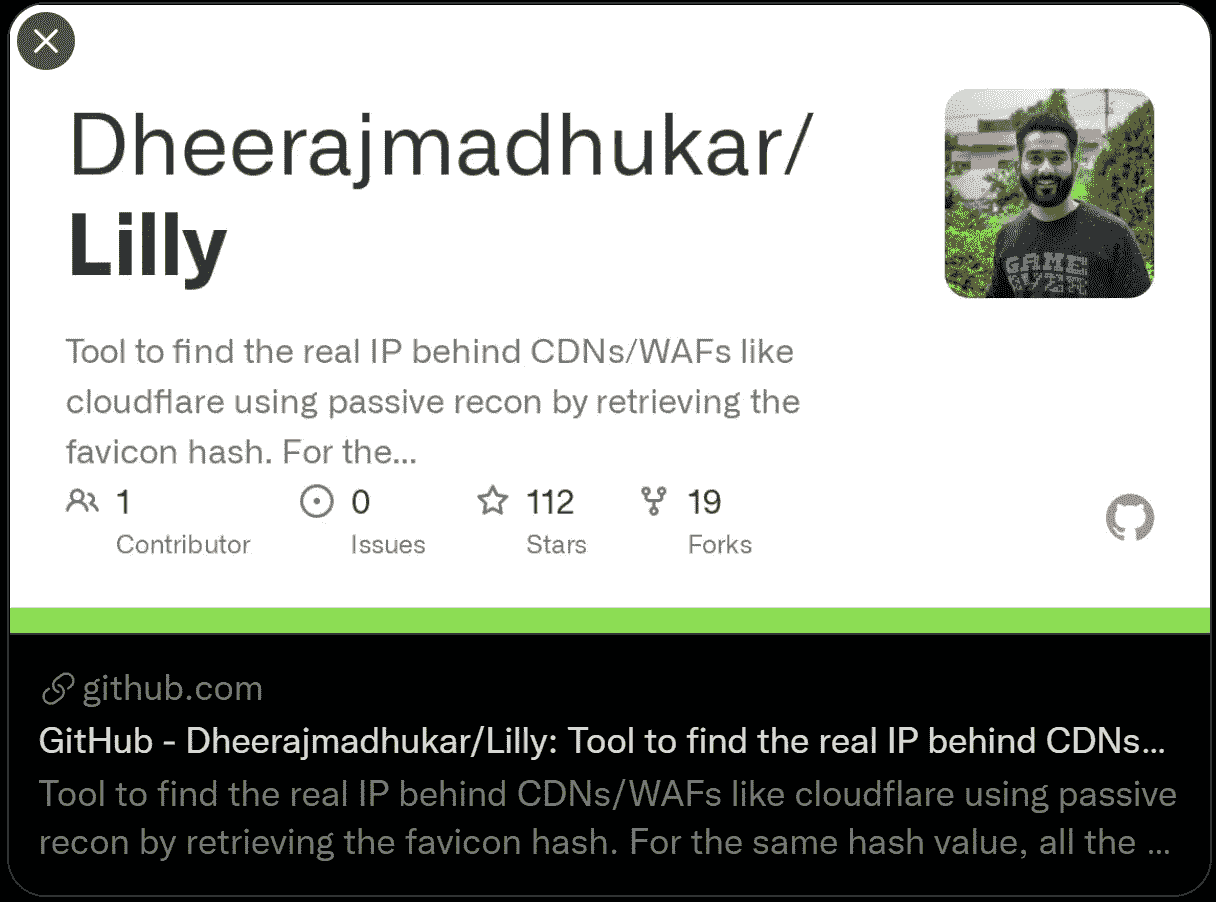 Dheerajmadhukar/
Lilly
GAME
OVER
Tool to find the real IP behind CDNs/WAFs like
cloudflare using passive recon by retrieving the
favicon hash. For the...
1
Contributor
0
Issues
112
Stars
19
Forks
github.com
GitHub - Dheerajmadhukar/Lilly: Tool to find the real IP behind CDNs...
Tool to find the real IP behind CDNs/WAFs like cloudflare using passive
recon by retrieving the favicon hash. For the same hash value, all the ...